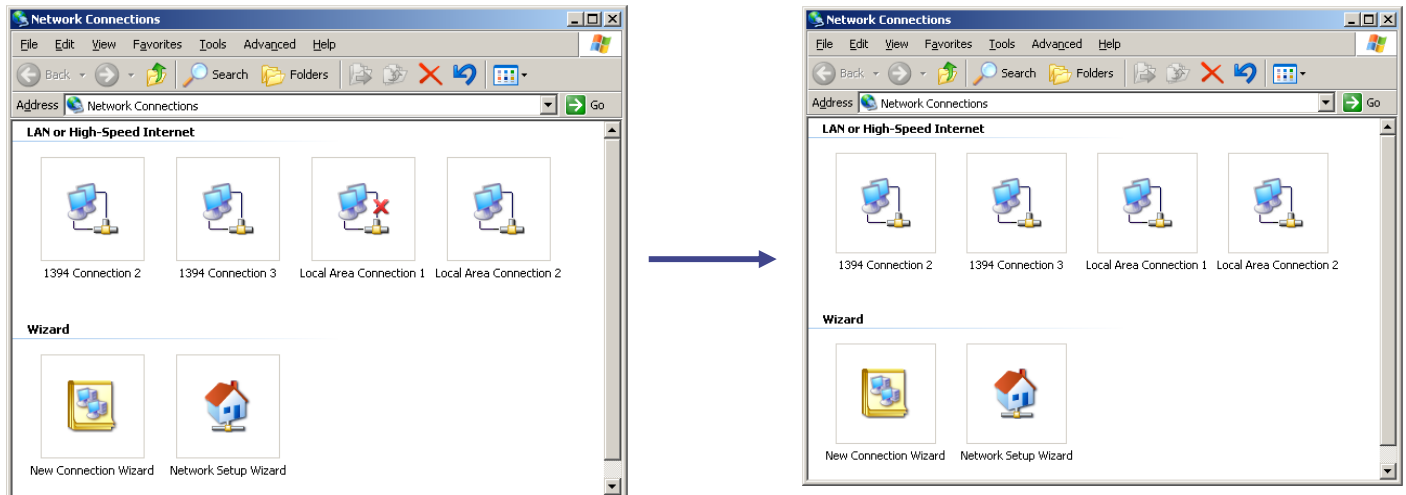 Network Connections
File Edit View Favorites Tools Advanced Help
Back Search Folders
Address Network Connections Go
LAN or High-Speed Internet
1394 Connection 2 1394 Connection 3 Local Area Connection 1 Local Area Connection 2
Wizard
New Connection Wizard Network Setup Wizard
Network Connections
File Edit View Favorites Tools Advanced Help
Back Search Folders
Address Network Connections Go
LAN or High-Speed Internet
1394 Connection 2 1394 Connection 3 Local Area Connection 1 Local Area Connection 2
Wizard
New Connection Wizard Network Setup Wizard